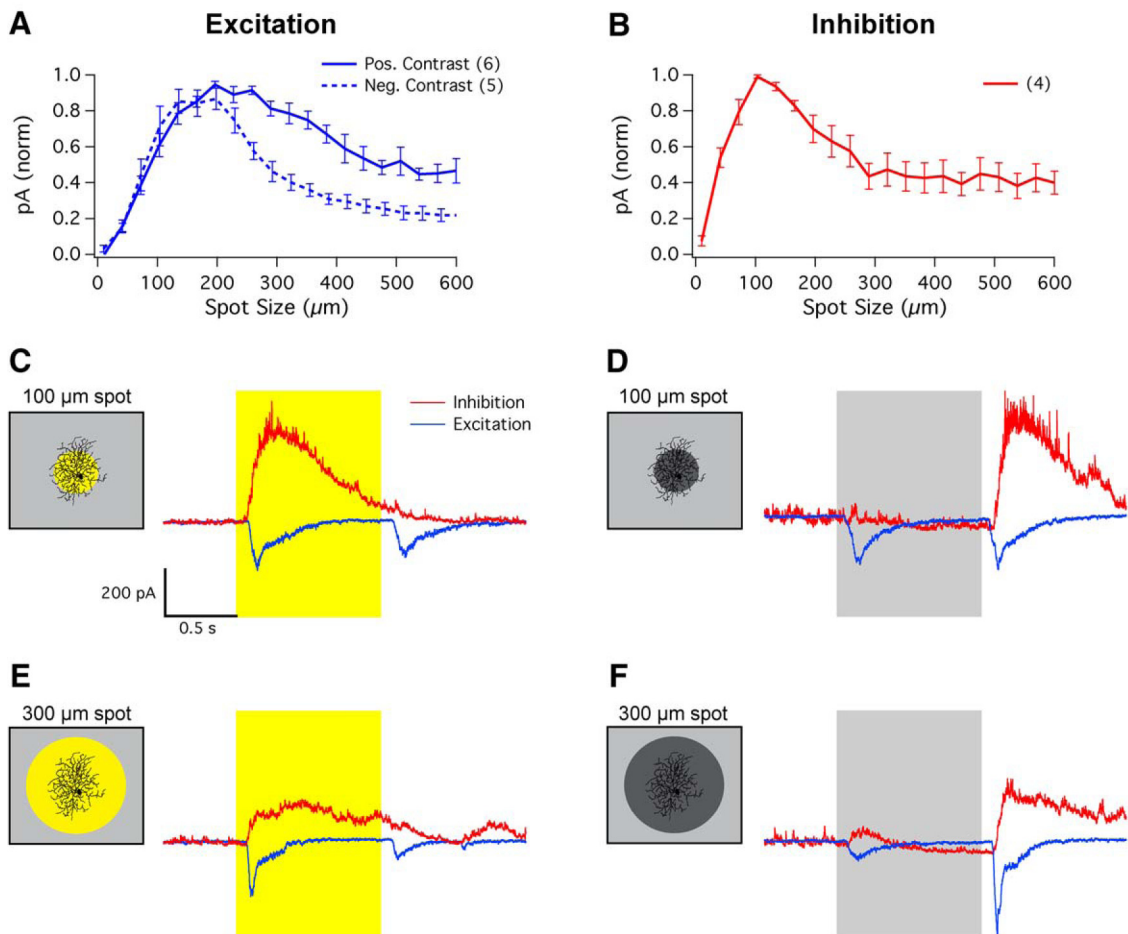 A Excitation
Pos. Contrast (6)
Neg. Contrast (5)
pA (norm)
1.0
0.8
0.6
0.4
0.2
0.0
0 100 200 300 400 500 600
Spot Size (µm)
B Inhibition
(4)
pA (norm)
1.0
0.8
0.6
0.4
0.2
0.0
0 100 200 300 400 500 600
Spot Size (µm)
C
100 µm spot
Inhibition
Excitation
200 pA
0.5 s
D
100 µm spot
E
300 µm spot
F
300 µm spot